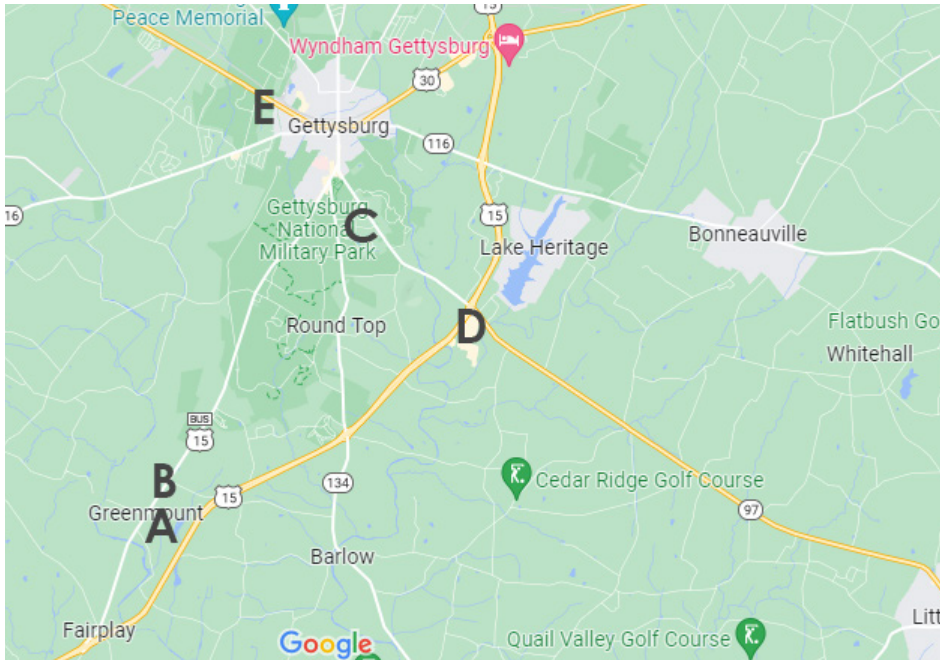 15
Peace Memorial
Wyndham Gettysburg
30
E
Gettysburg
116
16
Gettysburg
National
Military Park
C
15
Lake Heritage
Bonneauville
Round Top
D
Flatbush Go
Whitehall
BUS
15
B
Greenmount
A
15
134
Cedar Ridge Golf Course
97
Barlow
Fairplay
Google
Quail Valley Golf Course
Litt